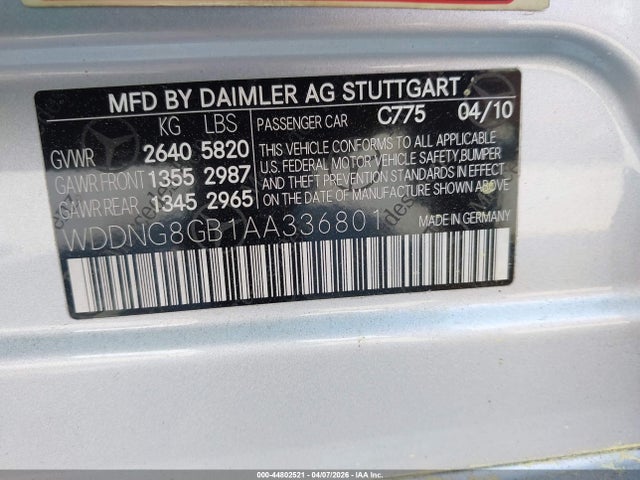 MFD BY DAIMLER AG STUTTGART
KG LBS PASSENGER CAR C775 04/10
GVWR 2640 5820
GAWR FRONT 1355 2987
GAWR REAR 1345 2965
THIS VEHICLE CONFORMS TO ALL APPLICABLE
U.S. FEDERAL MOTOR VEHICLE SAFETY, BUMPER
AND THEFT PREVENTION STANDARDS IN EFFECT
ON THE DATE OF MANUFACTURE SHOWN ABOVE
WDDNG8GB1AA336801 MADE IN GERMANY
000-44802521 - 04/07/2026 - IAAI.COM